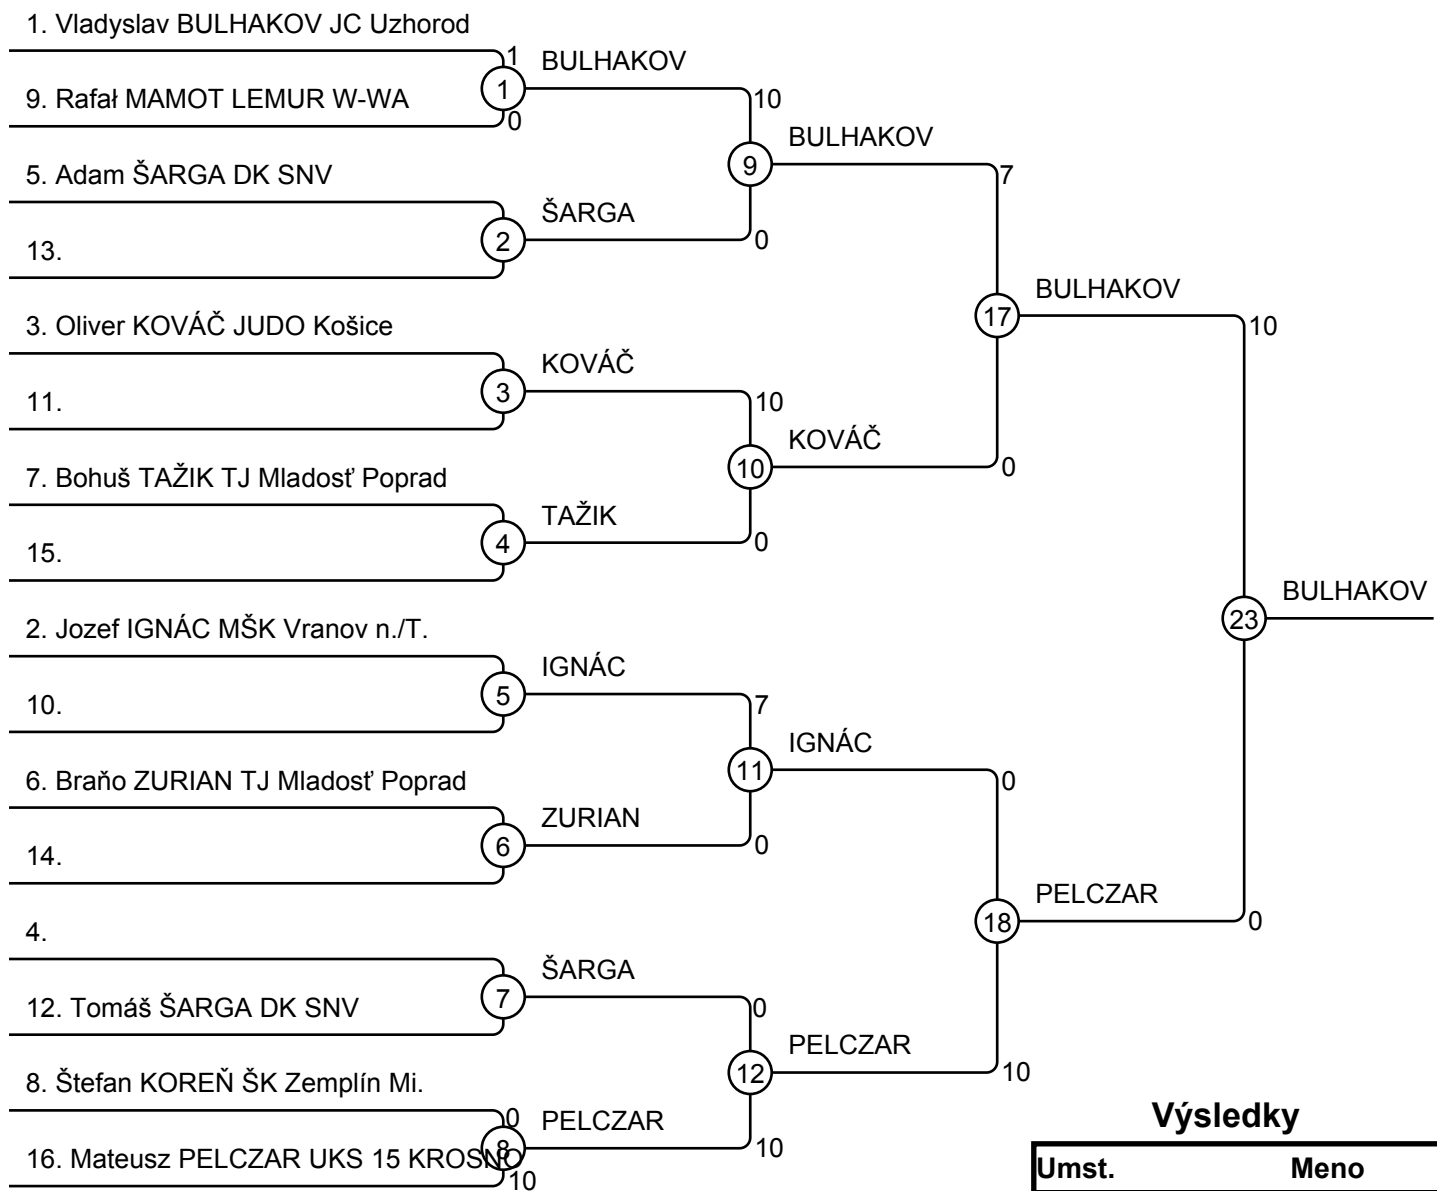 1. Vladyslav BULHAKOV JC Uzhorod
1
BULHAKOV
1
9. Rafał MAMOT LEMUR W-WA
10
0
BULHAKOV
9
5. Adam ŠARGA DK SNV
7
ŠARGA
2
0
13.
BULHAKOV
17
3. Oliver KOVÁČ JUDO Košice
10
KOVÁČ
3
11.
10
KOVÁČ
10
0
7. Bohuš TAŽIK TJ Mladosť Poprad
TAŽIK
4
0
15.
BULHAKOV
23
2. Jozef IGNÁC MŠK Vranov n./T.
IGNÁC
5
10.
7
IGNÁC
11
0
6. Braňo ZURIAN TJ Mladosť Poprad
ZURIAN
6
0
14.
PELCZAR
18
0
4.
ŠARGA
7
12. Tomáš ŠARGA DK SNV
0
PELCZAR
12
10
8. Štefan KOREŇ ŠK Zemplín Mi.
0
PELCZAR
8
10
16. Mateusz PELCZAR UKS 15 KROSNO
10
Výsledky
Umst. Meno